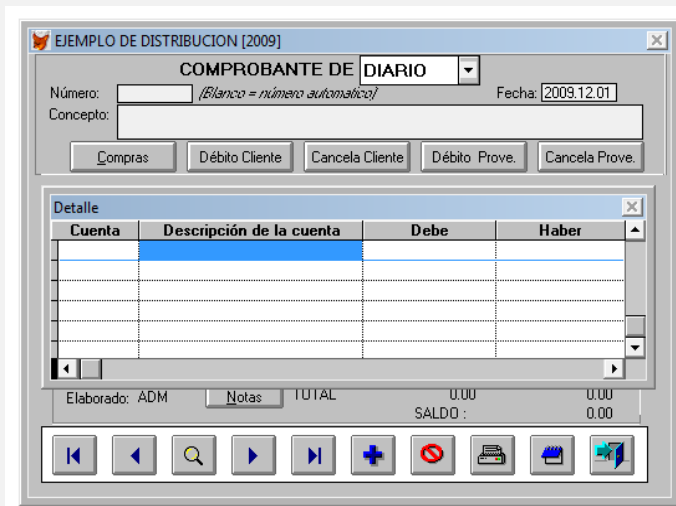 EJEMPLO DE DISTRIBUCION [2009]
COMPROBANTE DE DIARIO
Número: (Blanco = número automatico) Fecha: 2009.12.01
Concepto:
Compras Débito Cliente Cancela Cliente Débito Prove. Cancela Prove.
Detalle
Cuenta Descripción de la cuenta Debe Haber
Elaborado: ADM Notas TOTAL 0.00 0.00
SALDO : 0.00